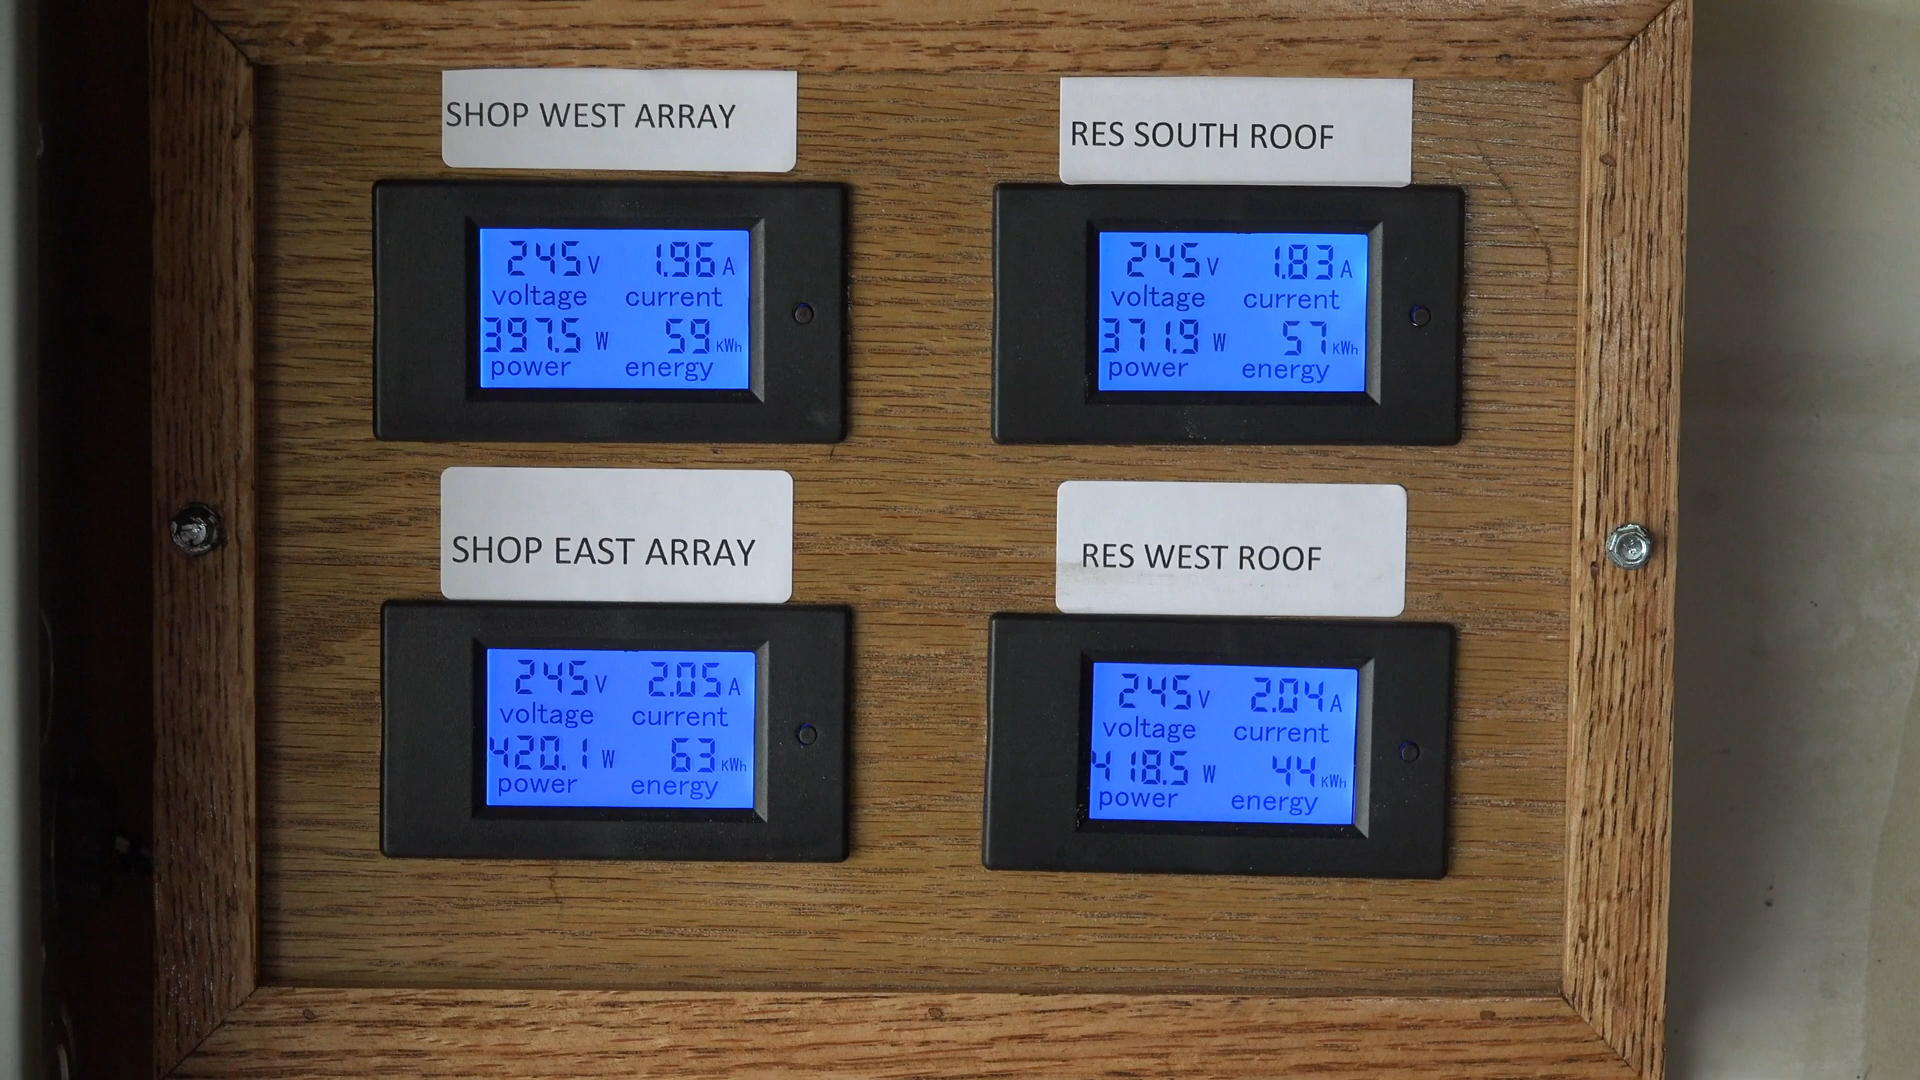 SHOP WEST ARRAY
245 V 1.96 A
voltage current
397.5 W 59 KWh
power energy
RES SOUTH ROOF
245 V 1.83 A
voltage current
371.9 W 57 KWh
power energy
SHOP EAST ARRAY
245 V 2.05 A
voltage current
420.1 W 63 KWh
power energy
RES WEST ROOF
245 V 2.04 A
voltage current
418.5 W 44 KWh
power energy